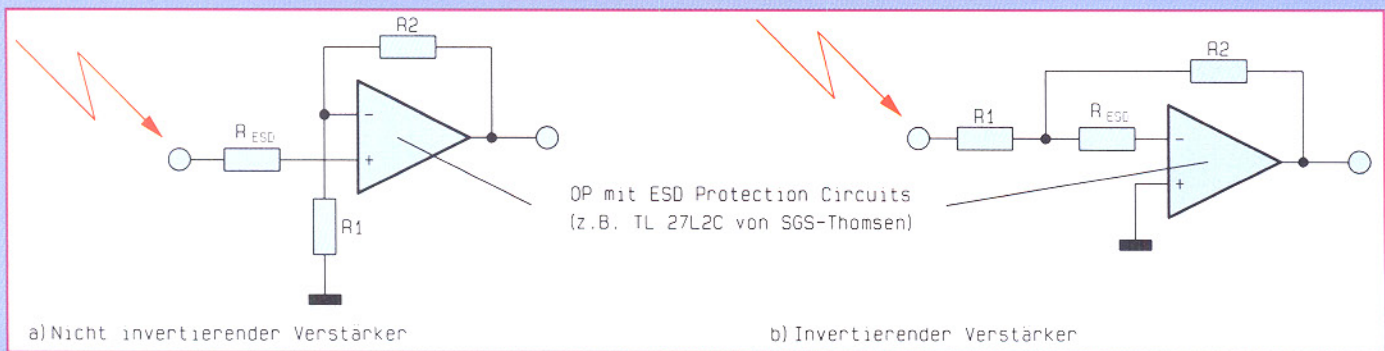 R2
R ESD
-
+
R1
a) Nicht invertierender Verstärker
OP mit ESD Protection Circuits
(z.B. TL 27L2C von SGS-Thomsen)
R2
R1
R ESD
-
+
b) Invertierender Verstärker